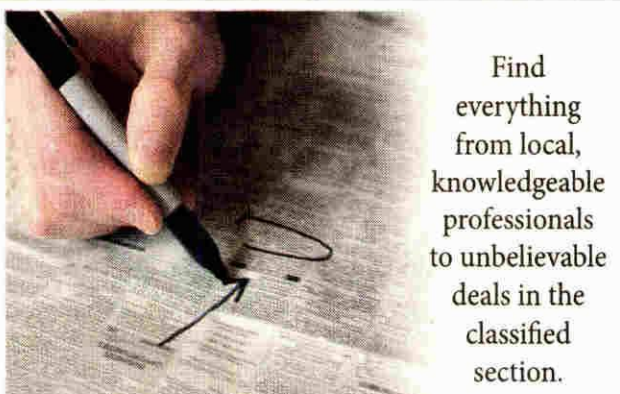 Find
everything
from local,
knowledgeable
professionals
to unbelievable
deals in the
classified
section.